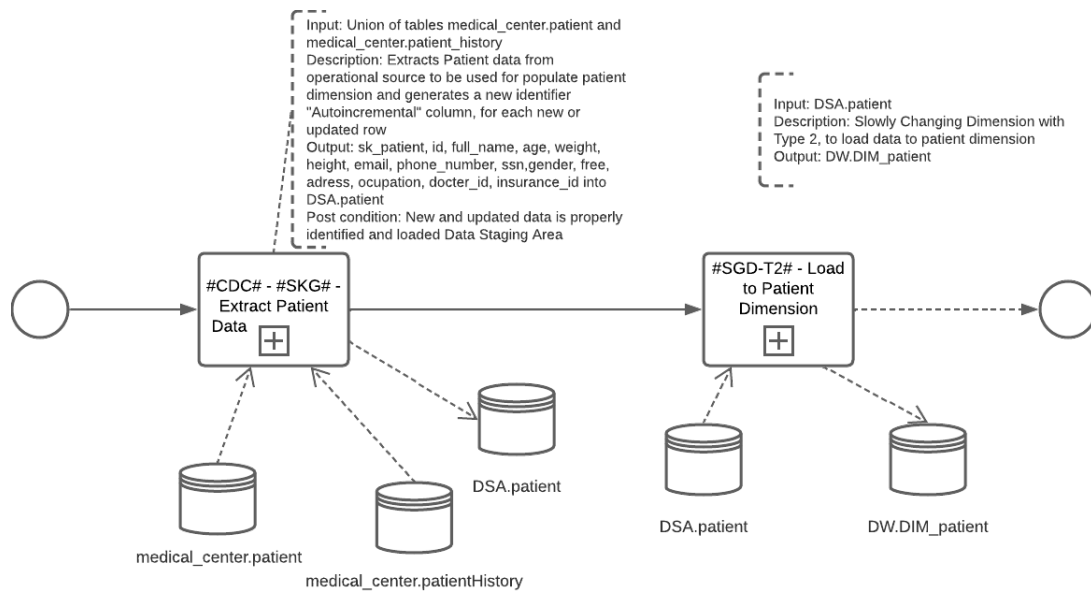 Input: Union of tables medical_center.patient and
medical_center.patient_history
Description: Extracts Patient data from
operational source to be used for populate patient
dimension and generates a new identifier
"Autoincremental" column, for each new or
updated row
Output: sk_patient, id, full_name, age, weight,
height, email, phone_number, ssn,gender, free,
adress, ocupation, docter_id, insurance_id into
DSA.patient
Post condition: New and updated data is properly
identified and loaded Data Staging Area
Input: DSA.patient
Description: Slowly Changing Dimension with
Type 2, to load data to patient dimension
Output: DW.DIM_patient
#CDC# - #SKG# -
Extract Patient
Data
#SGD-T2# - Load
to Patient
Dimension
DSA.patient
medical_center.patient
medical_center.patientHistory
DSA.patient
DW.DIM_patient